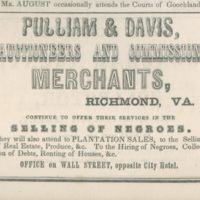 Mr. AUGUST occasionally attends the Courts of Goochland
PULLIAM & DAVIS,
AUCTIONEERS AND COMMISSION
MERCHANTS,
RICHMOND, VA.
CONTINUE TO OFFER THEIR SERVICES IN THE
SELLING OF NEGROES.
They will also attend to PLANTATION SALES, to the Selling
Real Estate, Produce, &c. To the Hiring of Negroes, Collec
on of Debts, Renting of Houses, &c.
OFFICE on WALL STREET, opposite City Hotel.